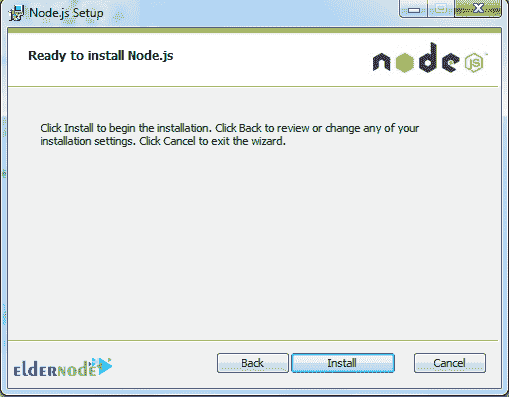 Node.js Setup
Ready to install Node.js
node JS
Click Install to begin the installation. Click Back to review or change any of your
installation settings. Click Cancel to exit the wizard.
ELDERNODE
Back
Install
Cancel